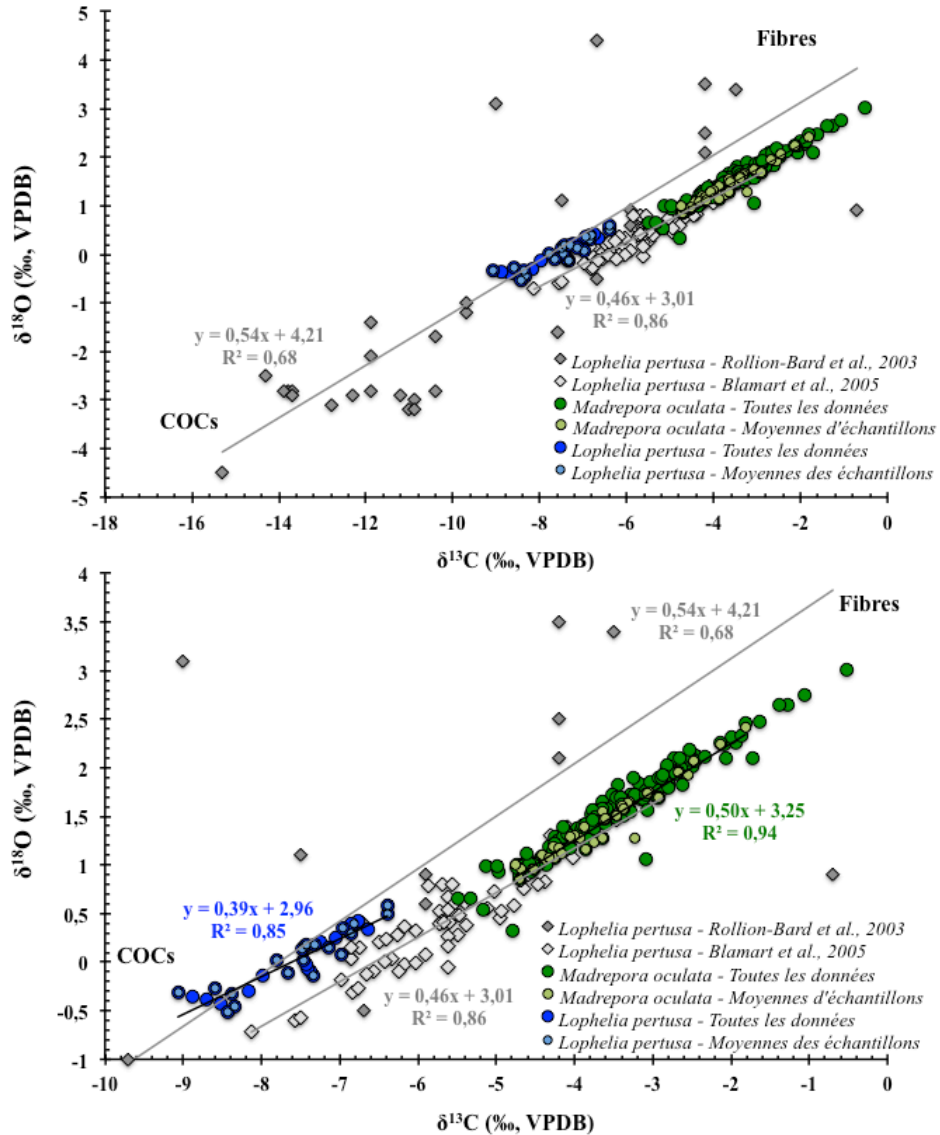 5
4
3
2
1
0
-1
-2
-3
-4
-5
δ¹⁸O (‰, VPDB)
Fibres
y = 0,46x + 3,01
R² = 0,86
y = 0,54x + 4,21
R² = 0,68
COCs
Lophelia pertusa - Rollion-Bard et al., 2003
Lophelia pertusa - Blamart et al., 2005
Madrepora oculata - Toutes les données
Madrepora oculata - Moyennes d'échantillons
Lophelia pertusa - Toutes les données
Lophelia pertusa - Moyennes des échantillons
-18 -16 -14 -12 -10 -8 -6 -4 -2 0
δ¹³C (‰, VPDB)
4
3,5
3
2,5
2
1,5
1
0,5
0
-0,5
-1
δ¹⁸O (‰, VPDB)
y = 0,54x + 4,21
R² = 0,68
Fibres
y = 0,50x + 3,25
R² = 0,94
y = 0,39x + 2,96
R² = 0,85
COCs
y = 0,46x + 3,01
R² = 0,86
Lophelia pertusa - Rollion-Bard et al., 2003
Lophelia pertusa - Blamart et al., 2005
Madrepora oculata - Toutes les données
Madrepora oculata - Moyennes d'échantillons
Lophelia pertusa - Toutes les données
Lophelia pertusa - Moyennes des échantillons
-10 -9 -8 -7 -6 -5 -4 -3 -2 -1 0
δ¹³C (‰, VPDB)